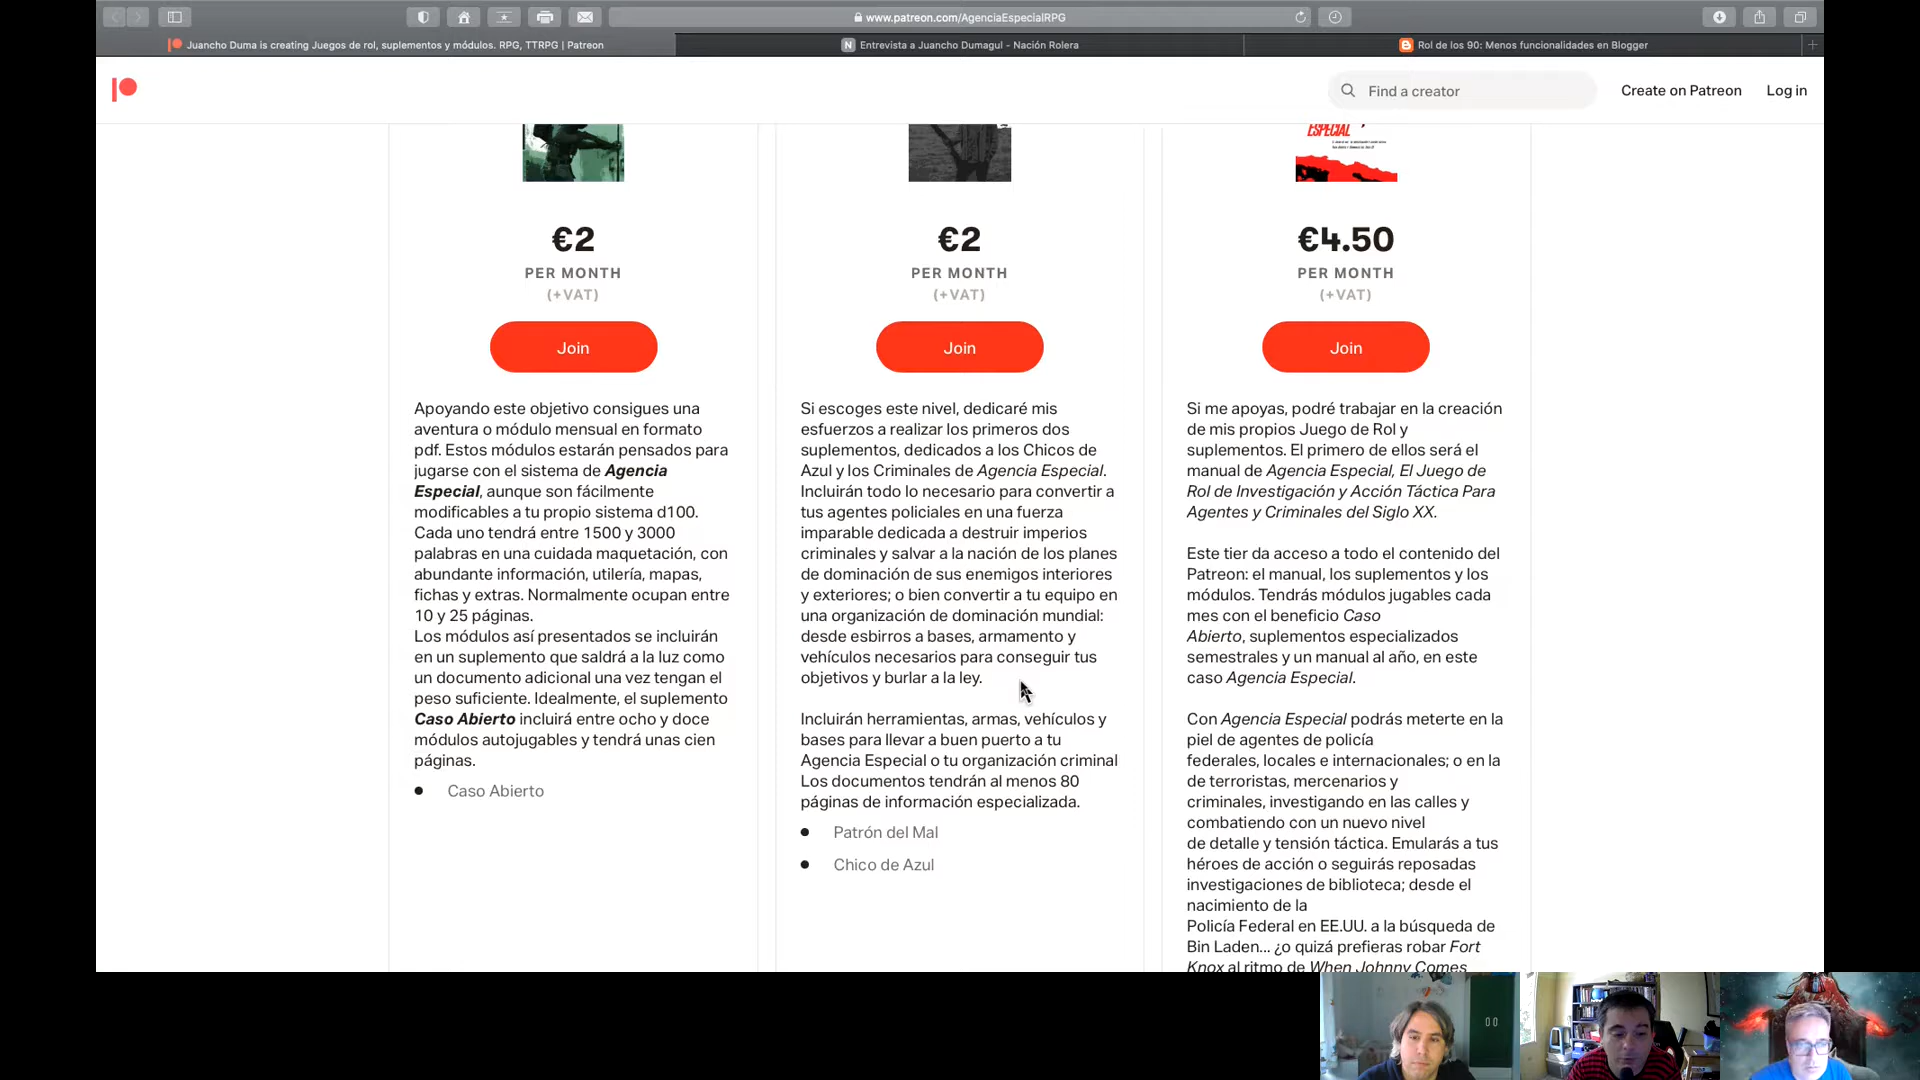 www.patreon.com/AgenciaEspecialRPG
Juancho Duma is creating Juegos de rol, suplementos y módulos. RPG, TTRPG | Patreon
Entrevista a Juancho Dumagul - Nación Rolera
Rol de los 90: Menos funcionalidades en Blogger
Find a creator
Create on Patreon
Log in
€2
PER MONTH
(+VAT)
Join
Apoyando este objetivo consigues una
aventura o módulo mensual en formato
pdf. Estos módulos estarán pensados para
jugarse con el sistema de Agencia
Especial, aunque son fácilmente
modificables a tu propio sistema d100.
Cada uno tendrá entre 1500 y 3000
palabras en una cuidada maquetación, con
abundante información, utilería, mapas,
fichas y extras. Normalmente ocupan entre
10 y 25 páginas.
Los módulos así presentados se incluirán
en un suplemento que saldrá a la luz como
un documento adicional una vez tengan el
peso suficiente. Idealmente, el suplemento
Caso Abierto incluirá entre ocho y doce
módulos autojugables y tendrá unas cien
páginas.
Caso Abierto
€2
PER MONTH
(+VAT)
Join
Si escoges este nivel, dedicaré mis
esfuerzos a realizar los primeros dos
suplementos, dedicados a los Chicos de
Azul y los Criminales de Agencia Especial.
Incluirán todo lo necesario para convertir a
tus agentes policiales en una fuerza
imparable dedicada a destruir imperios
criminales y salvar a la nación de los planes
de dominación de sus enemigos interiores
y exteriores; o bien convertir a tu equipo en
una organización de dominación mundial:
desde esbirros a bases, armamento y
vehículos necesarios para conseguir tus
objetivos y burlar a la ley.
Incluirán herramientas, armas, vehículos y
bases para llevar a buen puerto a tu
Agencia Especial o tu organización criminal
Los documentos tendrán al menos 80
páginas de información especializada.
Patrón del Mal
Chico de Azul
ESPECIAL
€4.50
PER MONTH
(+VAT)
Join
Si me apoyas, podré trabajar en la creación
de mis propios Juego de Rol y
suplementos. El primero de ellos será el
manual de Agencia Especial, El Juego de
Rol de Investigación y Acción Táctica Para
Agentes y Criminales del Siglo XX.
Este tier da acceso a todo el contenido del
Patreon: el manual, los suplementos y los
módulos. Tendrás módulos jugables cada
mes con el beneficio Caso
Abierto, suplementos especializados
semestrales y un manual al año, en este
caso Agencia Especial.
Con Agencia Especial podrás meterte en la
piel de agentes de policía
federales, locales e internacionales; o en la
de terroristas, mercenarios y
criminales, investigando en las calles y
combatiendo con un nuevo nivel
de detalle y tensión táctica. Emularás a tus
héroes de acción o seguirás reposadas
investigaciones de biblioteca; desde el
nacimiento de la
Policía Federal en EE.UU. a la búsqueda de
Bin Laden... ¿o quizá prefieras robar Fort
Knox al ritmo de When Johnny Comes